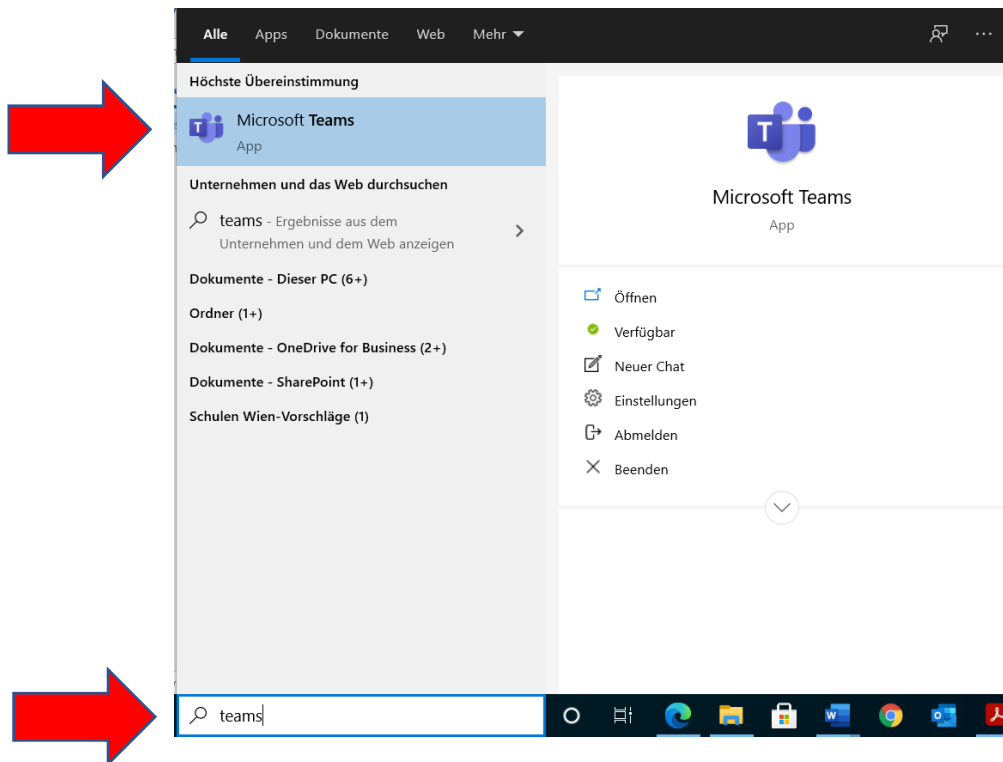 Alle Apps Dokumente Web Mehr
Höchste Übereinstimmung
Microsoft Teams
App
Unternehmen und das Web durchsuchen
teams - Ergebnisse aus dem
Unternehmen und dem Web anzeigen
Dokumente - Dieser PC (6+)
Ordner (1+)
Dokumente - OneDrive for Business (2+)
Dokumente - SharePoint (1+)
Schulen Wien-Vorschläge (1)
Microsoft Teams
App
Öffnen
Verfügbar
Neuer Chat
Einstellungen
Abmelden
Beenden
teams